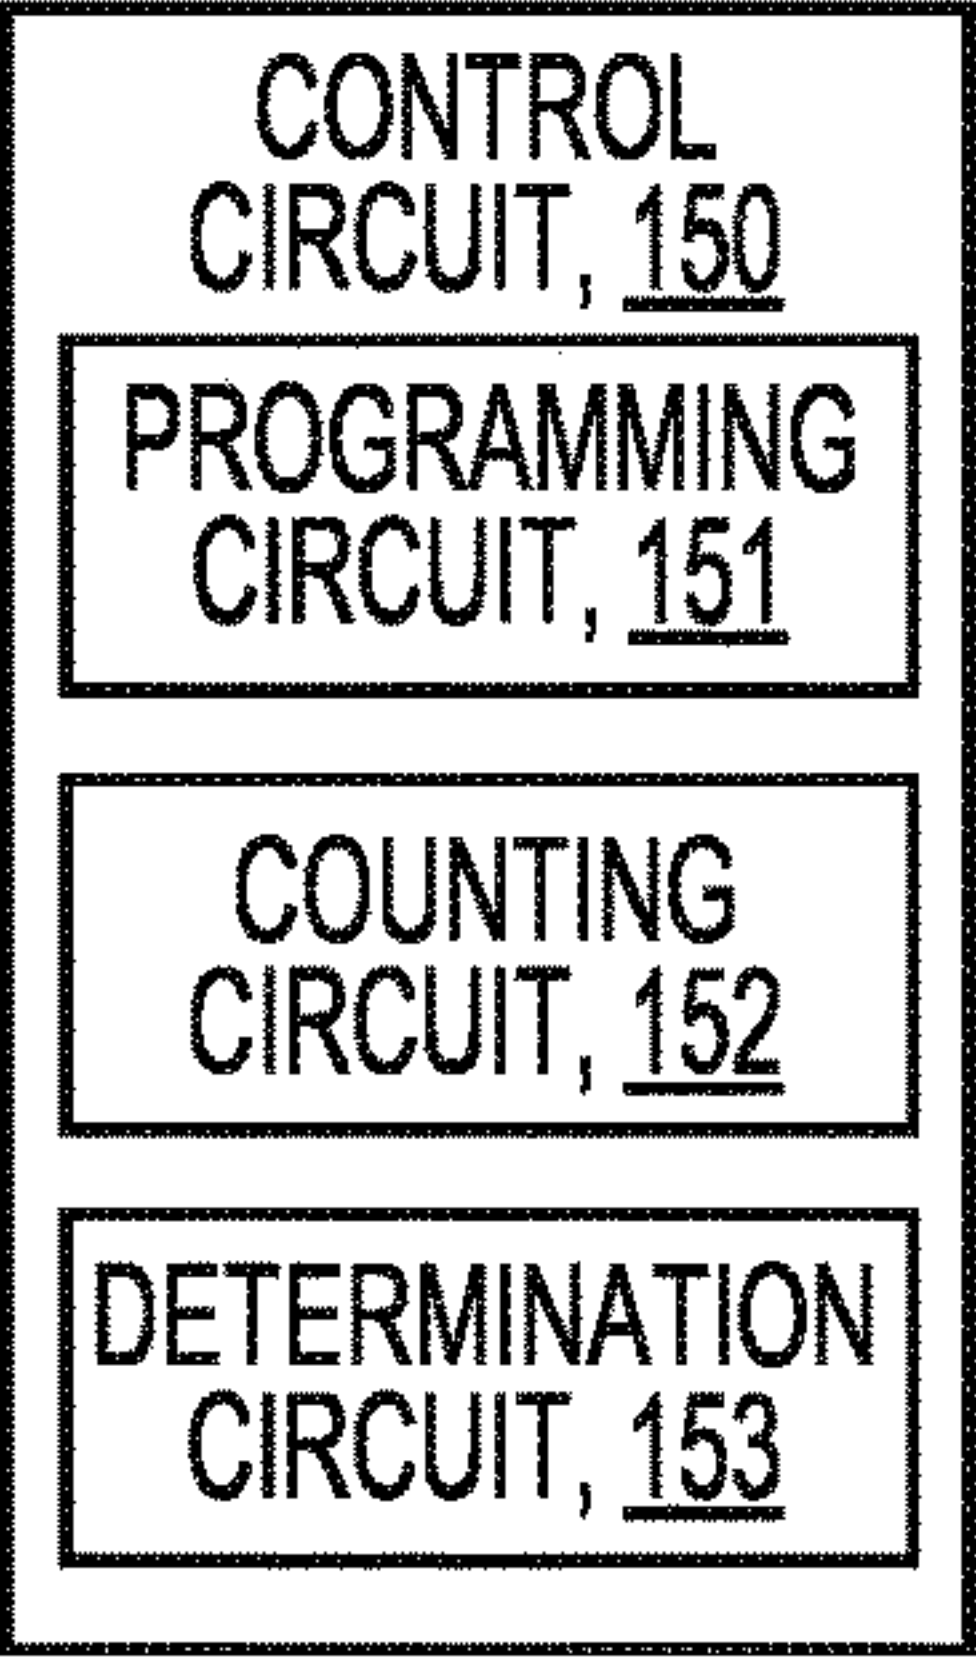 CONTROL
CIRCUIT, 150
PROGRAMMING
CIRCUIT, 151
COUNTING
CIRCUIT, 152
DETERMINATION
CIRCUIT, 153